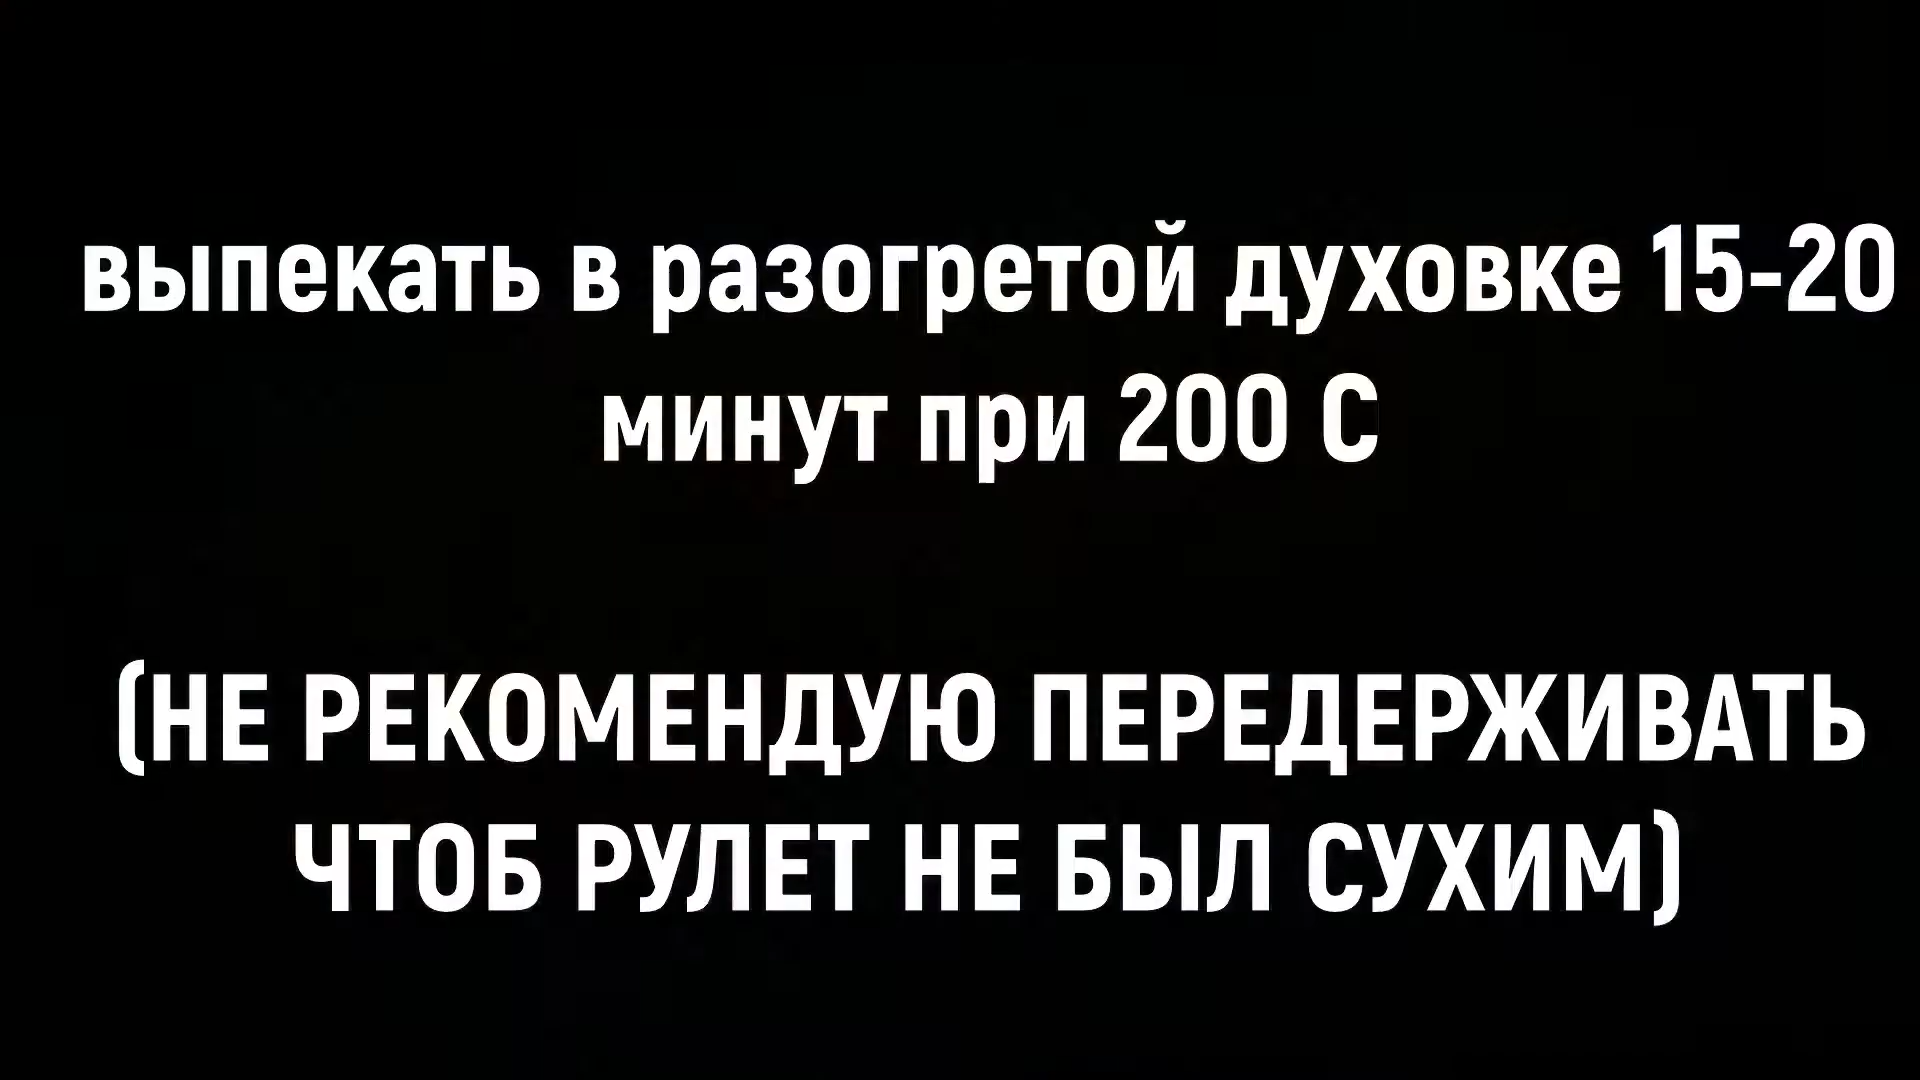 выпекать в разогретой духовке 15-20
минут при 200 С
(НЕ РЕКОМЕНДУЮ ПЕРЕДЕРЖИВАТЬ
ЧТОБ РУЛЕТ НЕ БЫЛ СУХИМ)